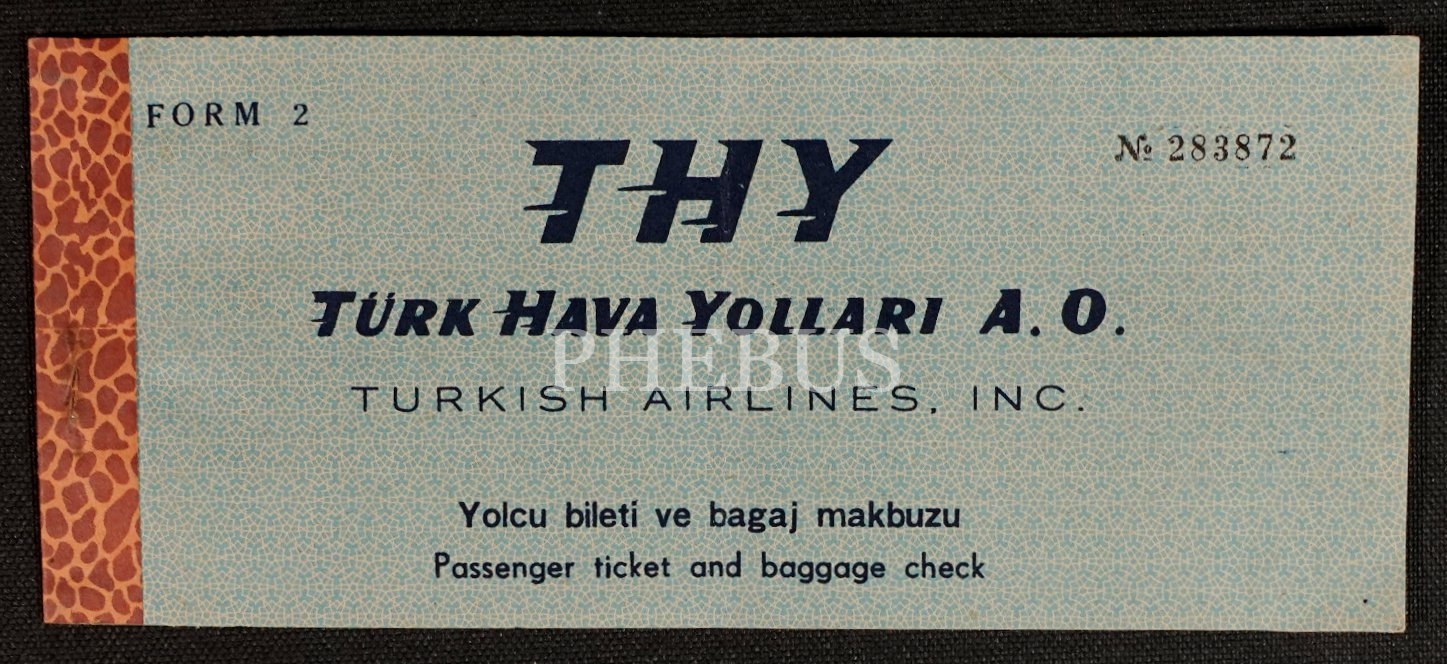 FORM 2
№ 283872
THY
TÜRK HAVA YOLLARI A.O.
PHEBUS
TURKISH AIRLINES, INC.
Yolcu bileti ve bagaj makbuzu
Passenger ticket and baggage check